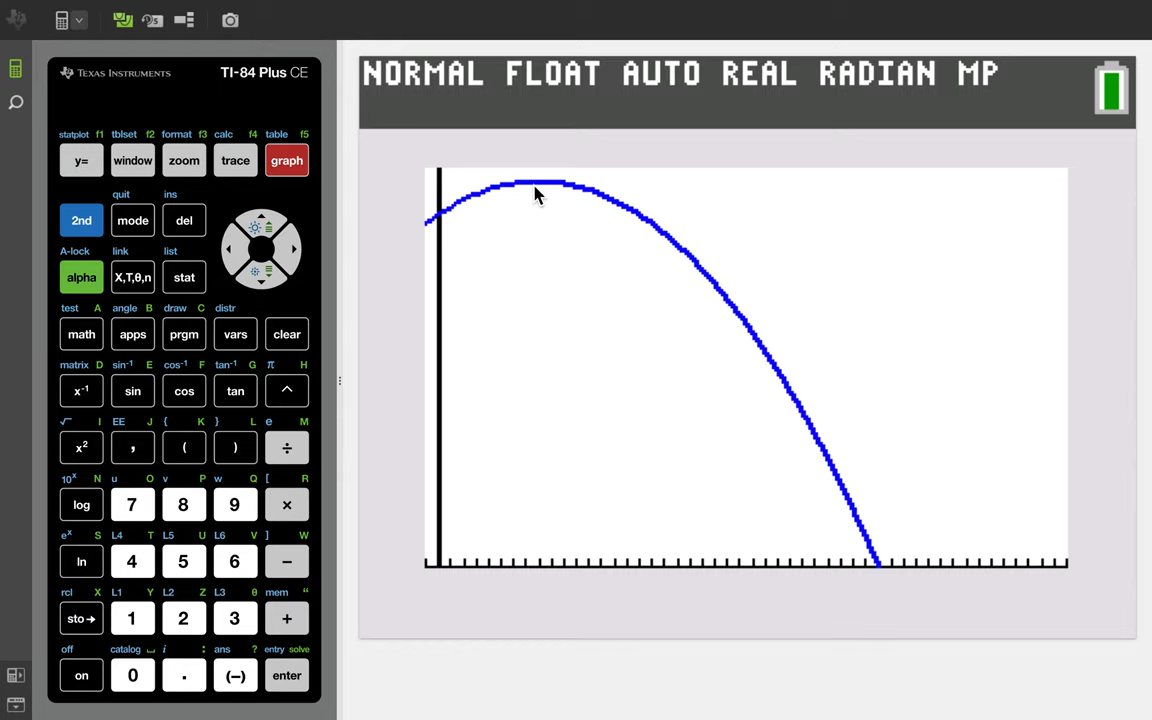 TEXAS INSTRUMENTS TI-84 Plus CE
NORMAL FLOAT AUTO REAL RADIAN MP
statplot f1 tblset f2 format f3 calc f4 table f5
y= window zoom trace graph
quit ins
2nd mode del
A-lock link list
alpha X,T,θ,n stat
test A angle B draw C distr
math apps prgm vars clear
matrix D sin⁻¹ E cos⁻¹ F tan⁻¹ G π H
x⁻¹ sin cos tan ^
√ I EE J { K } L e M
x² , ( ) ÷
10ˣ N u O v P w Q [ R
log 7 8 9 ×
eˣ S L4 T L5 U L6 V ] W
ln 4 5 6 −
rcl X L1 Y L2 Z L3 θ mem “
sto→ 1 2 3 +
off catalog ⎵ i : ans ? entry solve
on 0 . (−) enter